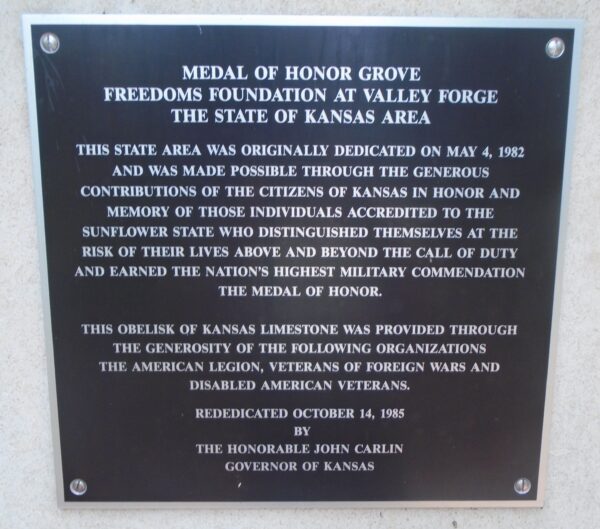 MEDAL OF HONOR GROVE
FREEDOMS FOUNDATION AT VALLEY FORGE
THE STATE OF KANSAS AREA
THIS STATE AREA WAS ORIGINALLY DEDICATED ON MAY 4, 1982
AND WAS MADE POSSIBLE THROUGH THE GENEROUS
CONTRIBUTIONS OF THE CITIZENS OF KANSAS IN HONOR AND
MEMORY OF THOSE INDIVIDUALS ACCREDITED TO THE
SUNFLOWER STATE WHO DISTINGUISHED THEMSELVES AT THE
RISK OF THEIR LIVES ABOVE AND BEYOND THE CALL OF DUTY
AND EARNED THE NATION'S HIGHEST MILITARY COMMENDATION
THE MEDAL OF HONOR.
THIS OBELISK OF KANSAS LIMESTONE WAS PROVIDED THROUGH
THE GENEROSITY OF THE FOLLOWING ORGANIZATIONS
THE AMERICAN LEGION, VETERANS OF FOREIGN WARS AND
DISABLED AMERICAN VETERANS.
REDEDICATED OCTOBER 14, 1985
BY
THE HONORABLE JOHN CARLIN
GOVERNOR OF KANSAS